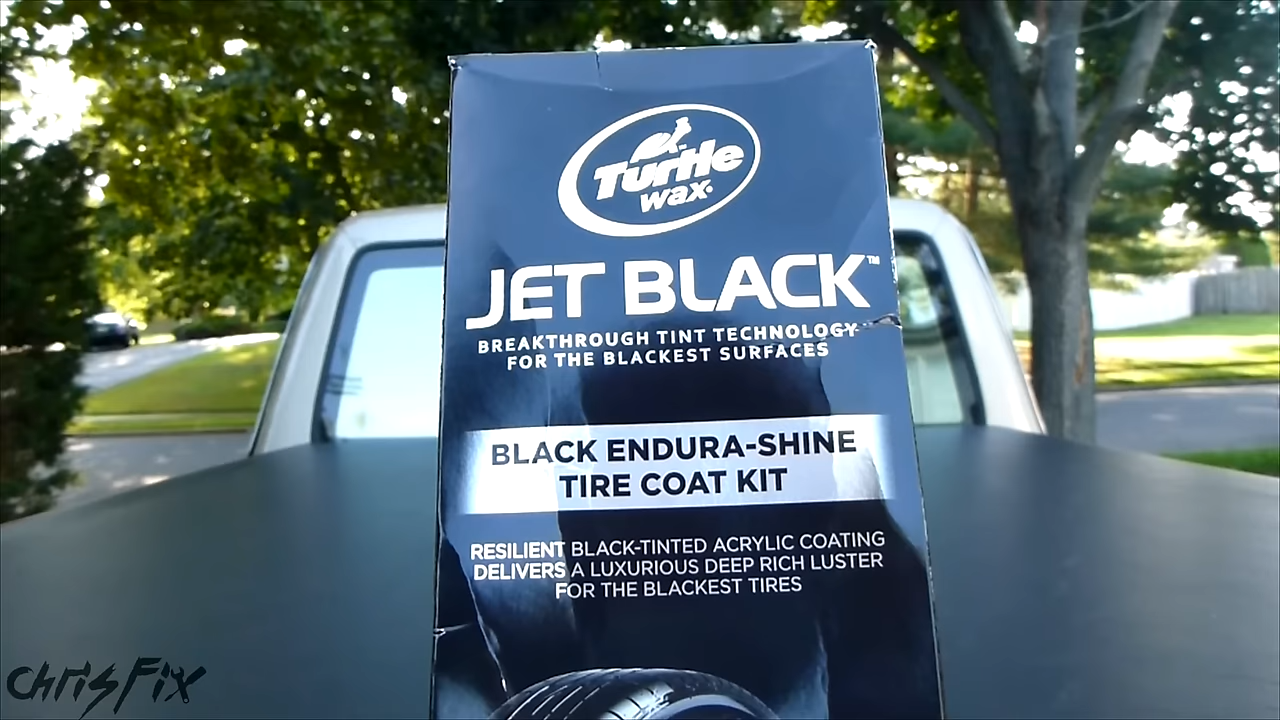 Turtle
wax
JET BLACK™
BREAKTHROUGH TINT TECHNOLOGY
FOR THE BLACKEST SURFACES
BLACK ENDURA-SHINE
TIRE COAT KIT
RESILIENT BLACK-TINTED ACRYLIC COATING
DELIVERS A LUXURIOUS DEEP RICH LUSTER
FOR THE BLACKEST TIRES
chrisFix